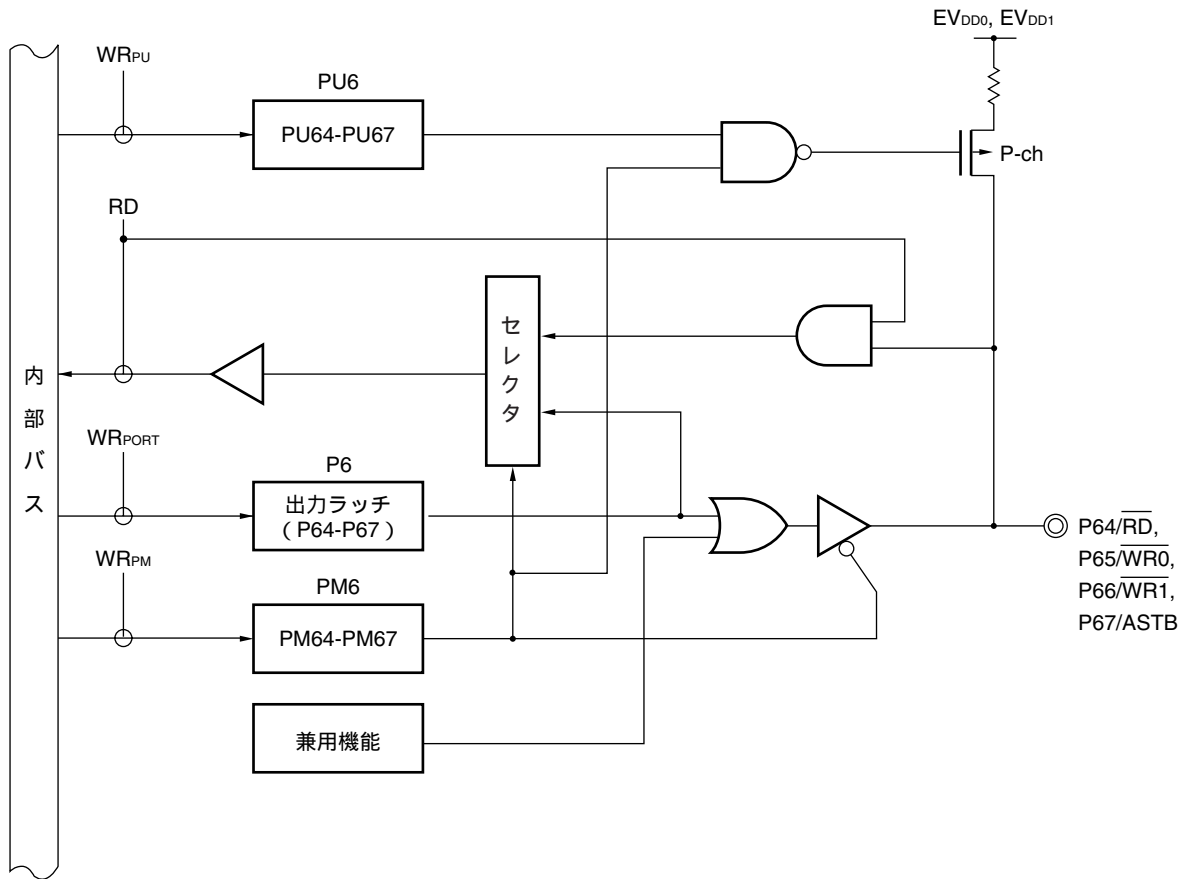 EVDD0, EVDD1
WRPU
PU6
PU64-PU67
P-ch
RD
セレクタ
内部バス
WRPORT
P6
出力ラッチ
（P64-P67）
WRPM
PM6
PM64-PM67
兼用機能
P64/RD,
P65/WR0,
P66/WR1,
P67/ASTB